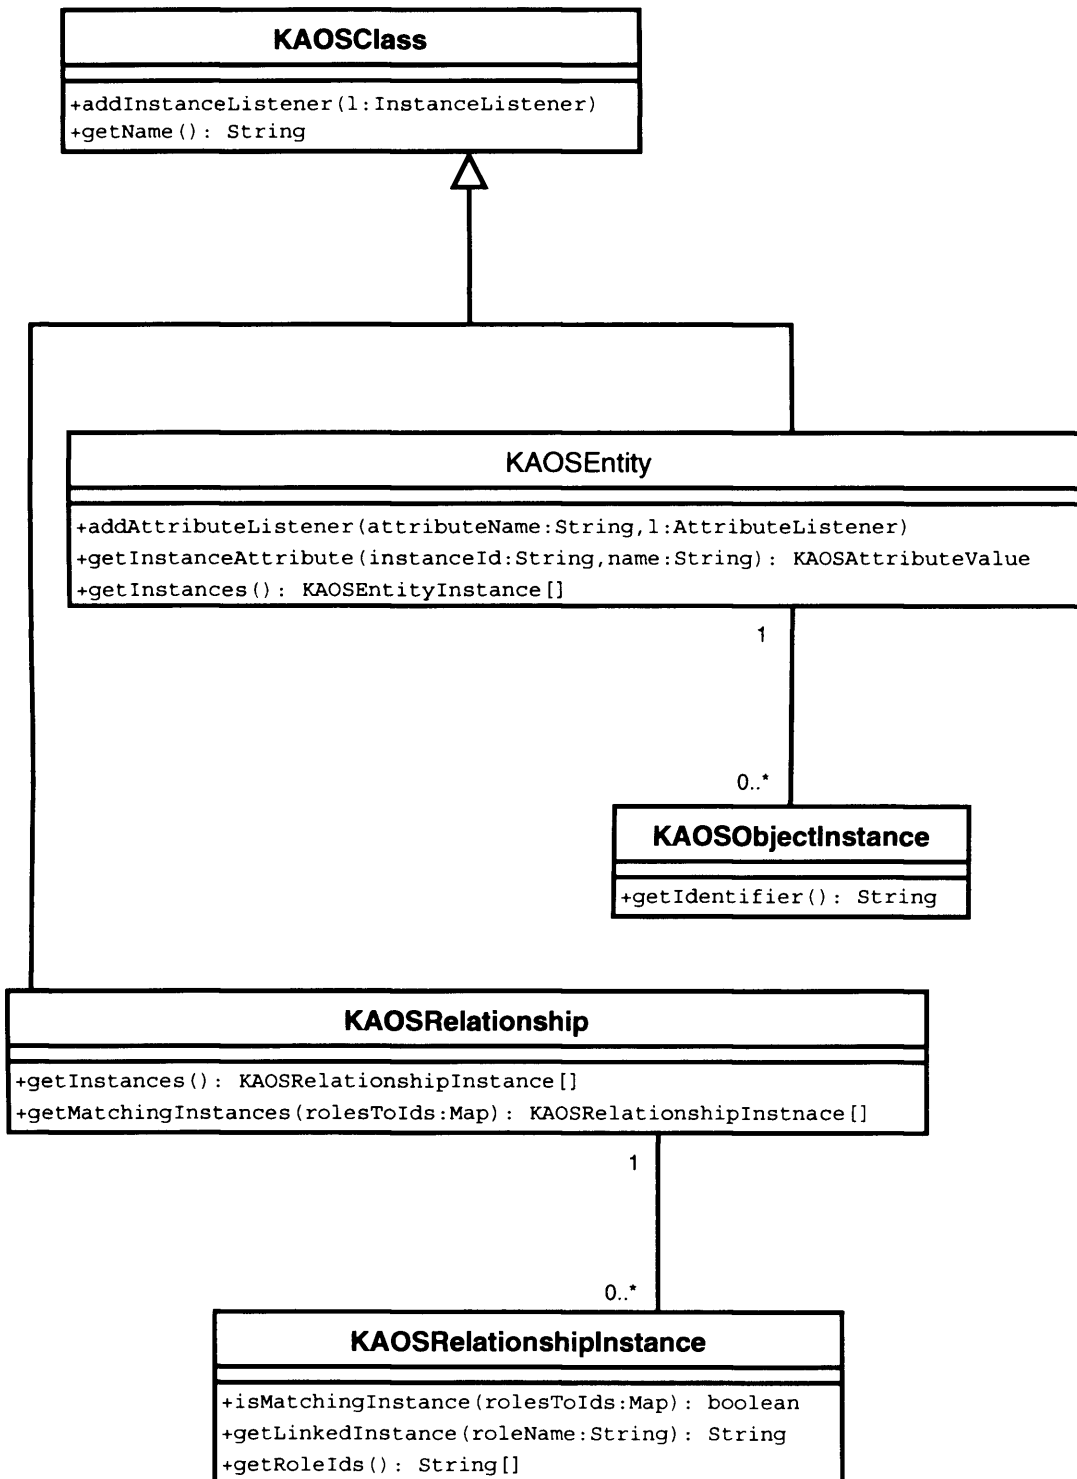 KAOSClass
+addInstanceListener(l:InstanceListener)
+getName(): String
KAOSEntity
+addAttributeListener(attributeName:String,l:AttributeListener)
+getInstanceAttribute(instanceId:String,name:String): KAOSAttributeValue
+getInstances(): KAOSEntityInstance[]
1
0..*
KAOSObjectInstance
+getIdentifier(): String
KAOSRelationship
+getInstances(): KAOSRelationshipInstance[]
+getMatchingInstances(rolesToIds:Map): KAOSRelationshipInstnace[]
1
0..*
KAOSRelationshipInstance
+isMatchingInstance(rolesToIds:Map): boolean
+getLinkedInstance(roleName:String): String
+getRoleIds(): String[]